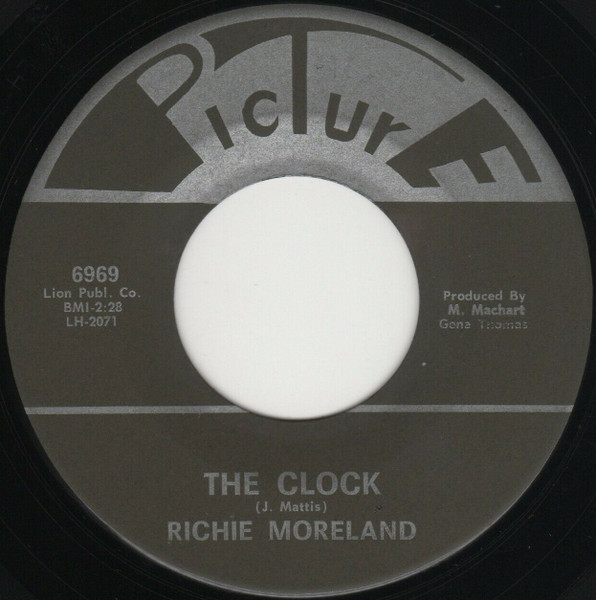 PicTurE
6969
Lion Publ. Co.
BMI-2:28
LH-2071
Produced By
M. Machart
Gene Thomas
THE CLOCK
(J. Mattis)
RICHIE MORELAND